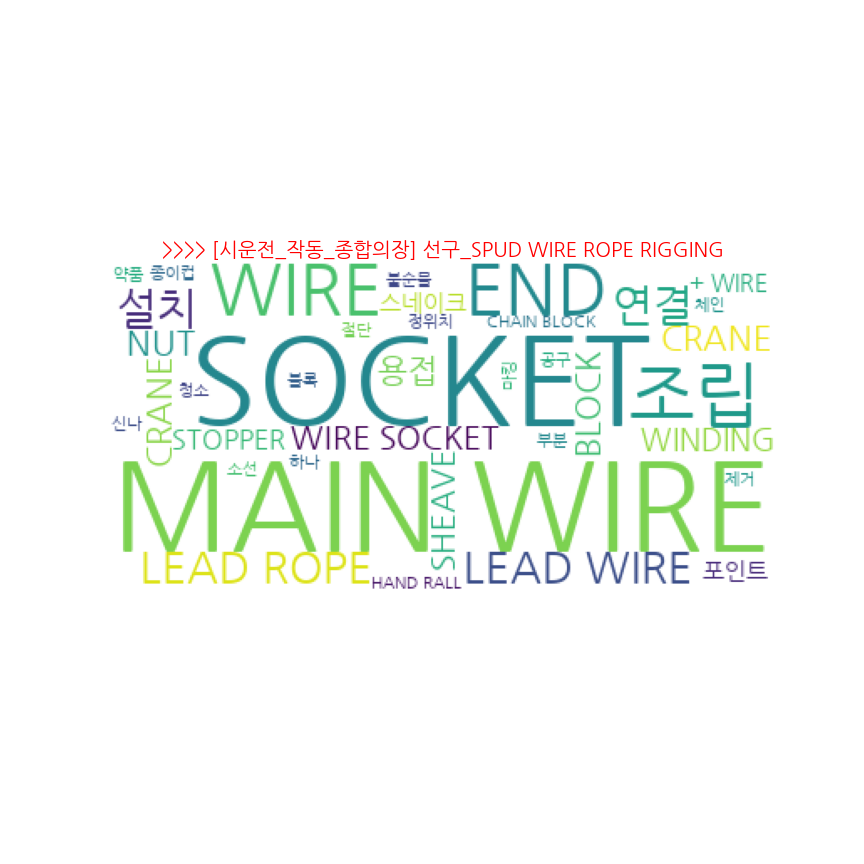 >>>> [시운전_작동_종합의장] 선구_SPUD WIRE ROPE RIGGING
약품 종이컵 WIRE 불순물 END + WIRE
설치 스네이크 연결 체인
NUT 절단 정위치 CHAIN BLOCK CRANE
SOCKET
CRANE 청소 블록 용접 마킹 공구 BLOCK 조립
신나 STOPPER WIRE SOCKET 부분 WINDING
소선 하나 SHEAVE 제거
MAIN WIRE
LEAD ROPE HAND RALL LEAD WIRE 포인트